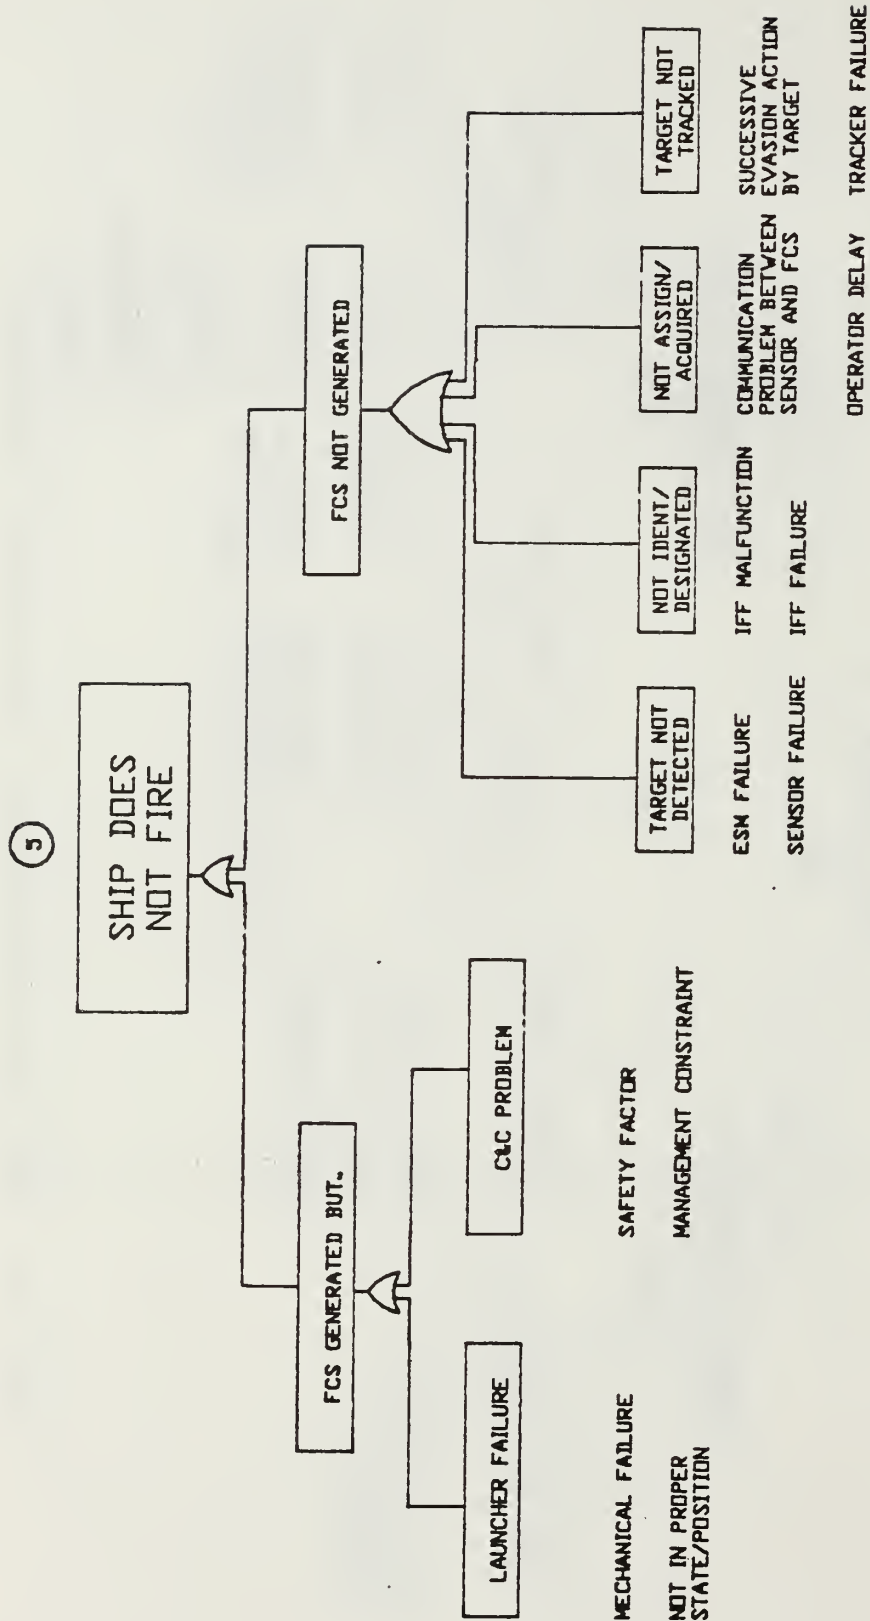 5
SHIP DOES
NOT FIRE
FCS GENERATED BUT..
FCS NOT GENERATED
LAUNCHER FAILURE
C&C PROBLEM
TARGET NOT
DETECTED
NOT IDENT/
DESIGNATED
NOT ASSIGN/
ACQUIRED
TARGET NOT
TRACKED
MECHANICAL FAILURE
NOT IN PROPER
STATE/POSITION
SAFETY FACTOR
MANAGEMENT CONSTRAINT
ESM FAILURE
SENSOR FAILURE
IFF MALFUNCTION
IFF FAILURE
COMMUNICATION
PROBLEM BETWEEN
SENSOR AND FCS
OPERATOR DELAY
SUCCESSIVE
EVASION ACTION
BY TARGET
TRACKER FAILURE